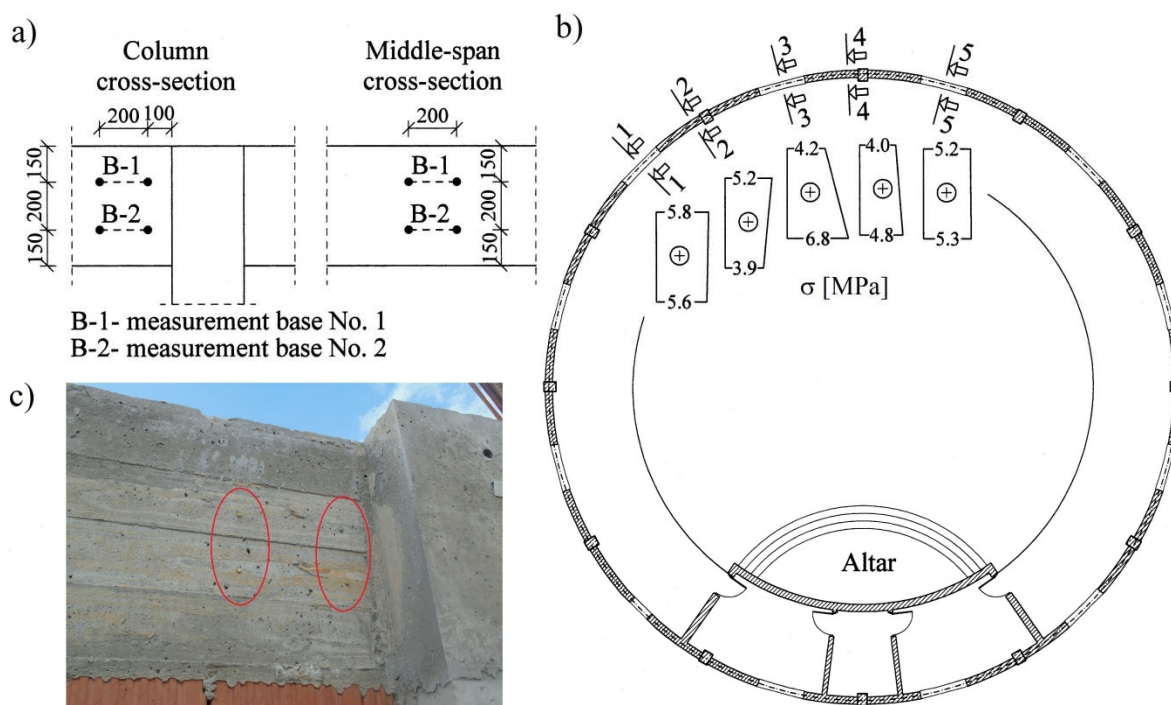 a)
Column
cross-section
Middle-span
cross-section
200 100
200
150
200
150
B-1
B-2
B-1
B-2
150
200
150
B-1- measurement base No. 1
B-2- measurement base No. 2
b)
1
1
2
2
3
3
4
4
5
5
5.8
5.6
5.2
3.9
4.2
6.8
4.0
4.8
5.2
5.3
σ [MPa]
Altar
c)